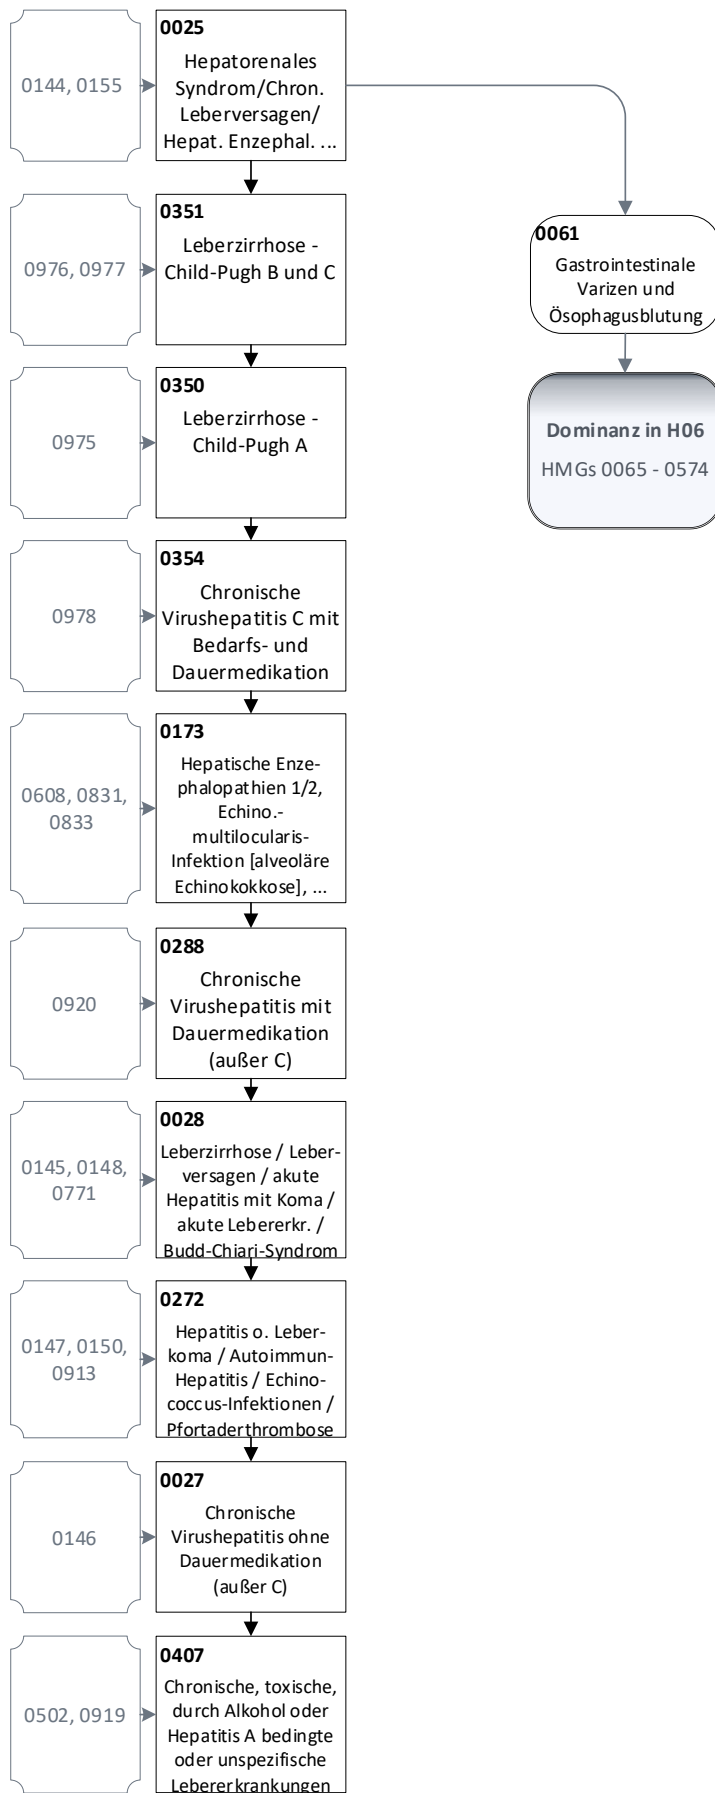 0144, 0155
0025
Hepatorenales
Syndrom/Chron.
Leberversagen/
Hepat. Enzephal. ...
0976, 0977
0351
Leberzirrhose -
Child-Pugh B und C
0061
Gastrointestinale
Varizen und
Ösophagusblutung
0975
0350
Leberzirrhose -
Child-Pugh A
Dominanz in H06
HMGs 0065 - 0574
0978
0354
Chronische
Virushepatitis C mit
Bedarfs- und
Dauermedikation
0608, 0831,
0833
0173
Hepatische Enze-
phalopathien 1/2,
Echino.-
multilocularis-
Infektion [alveoläre
Echinokokkose], ...
0920
0288
Chronische
Virushepatitis mit
Dauermedikation
(außer C)
0145, 0148,
0771
0028
Leberzirrhose / Leber-
versagen / akute
Hepatitis mit Koma /
akute Lebererkr. /
Budd-Chiari-Syndrom
0147, 0150,
0913
0272
Hepatitis o. Leber-
koma / Autoimmun-
Hepatitis / Echino-
coccus-Infektionen /
Pfortaderthrombose
0146
0027
Chronische
Virushepatitis ohne
Dauermedikation
(außer C)
0502, 0919
0407
Chronische, toxische,
durch Alkohol oder
Hepatitis A bedingte
oder unspezifische
Lebererkrankungen